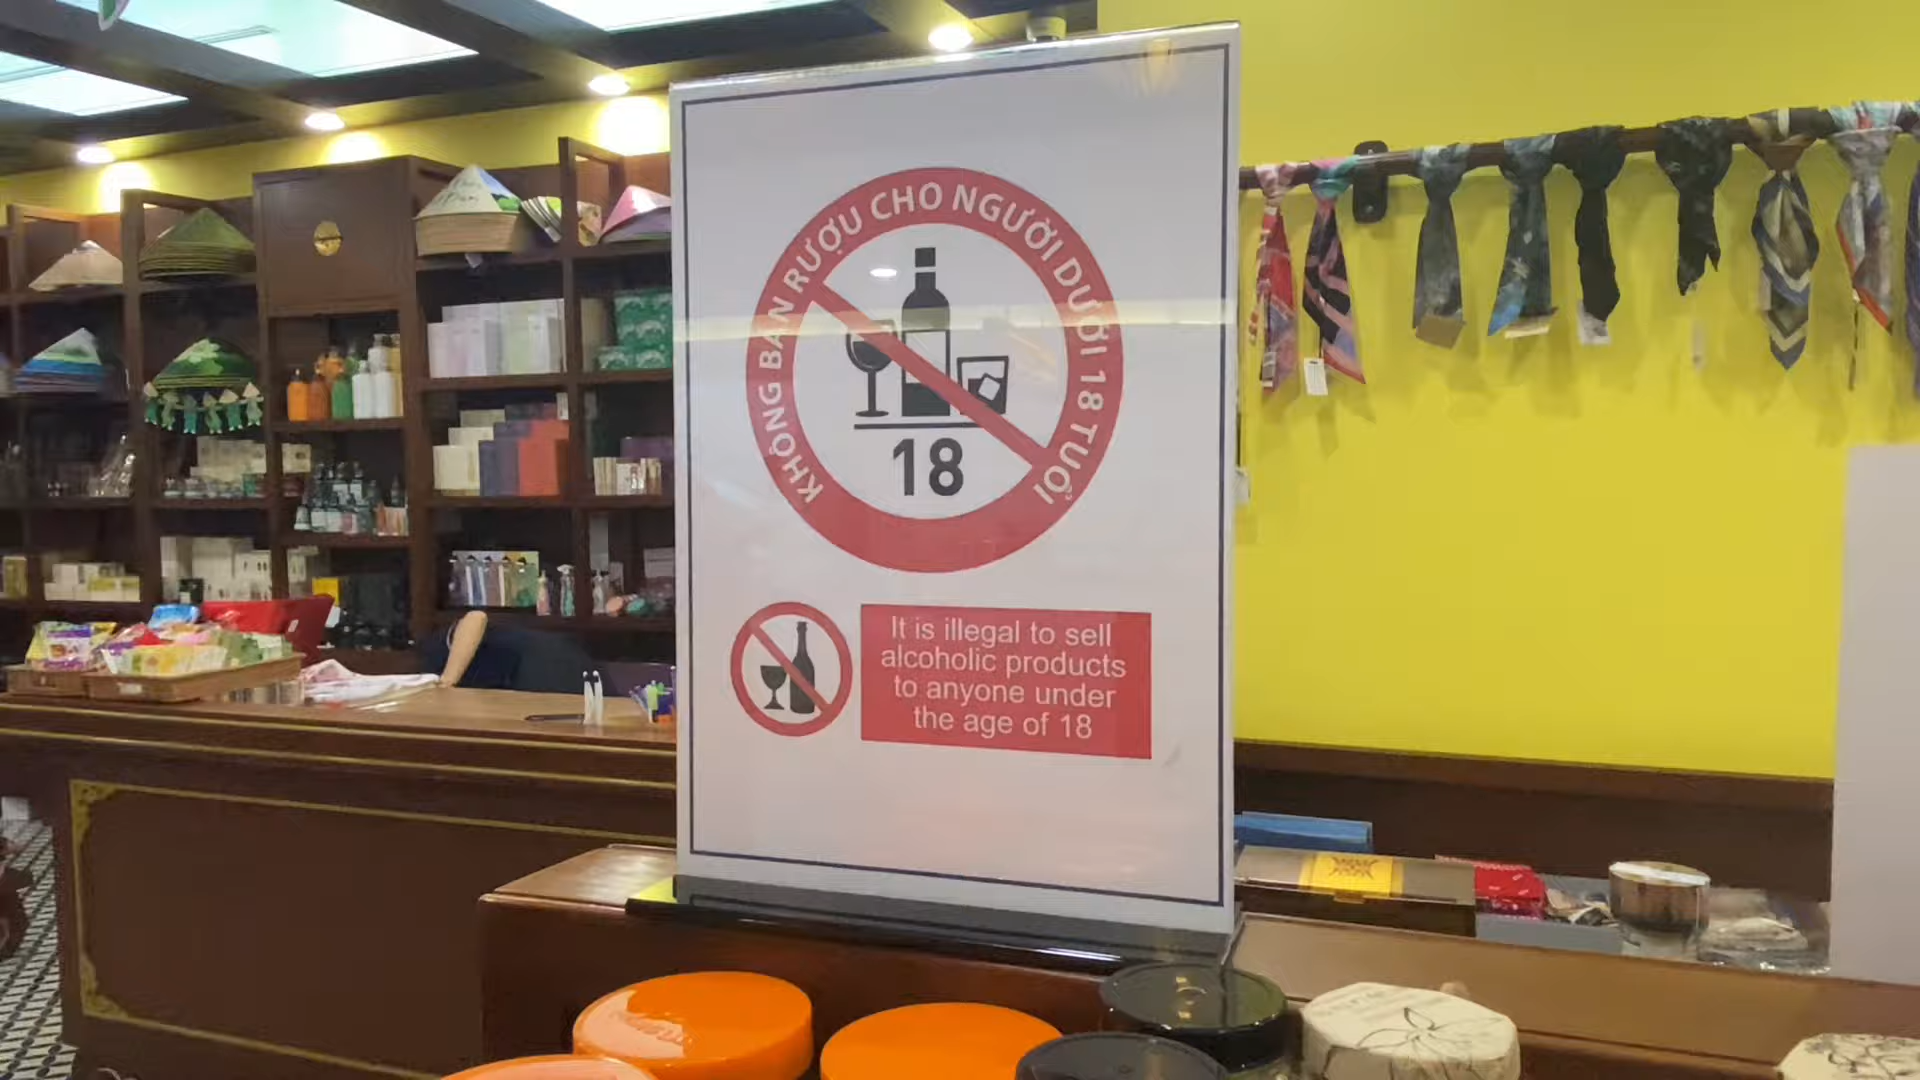 KHÔNG BÁN RƯỢU CHO NGƯỜI DƯỚI 18 TUỔI
18
It is illegal to sell
alcoholic products
to anyone under
the age of 18